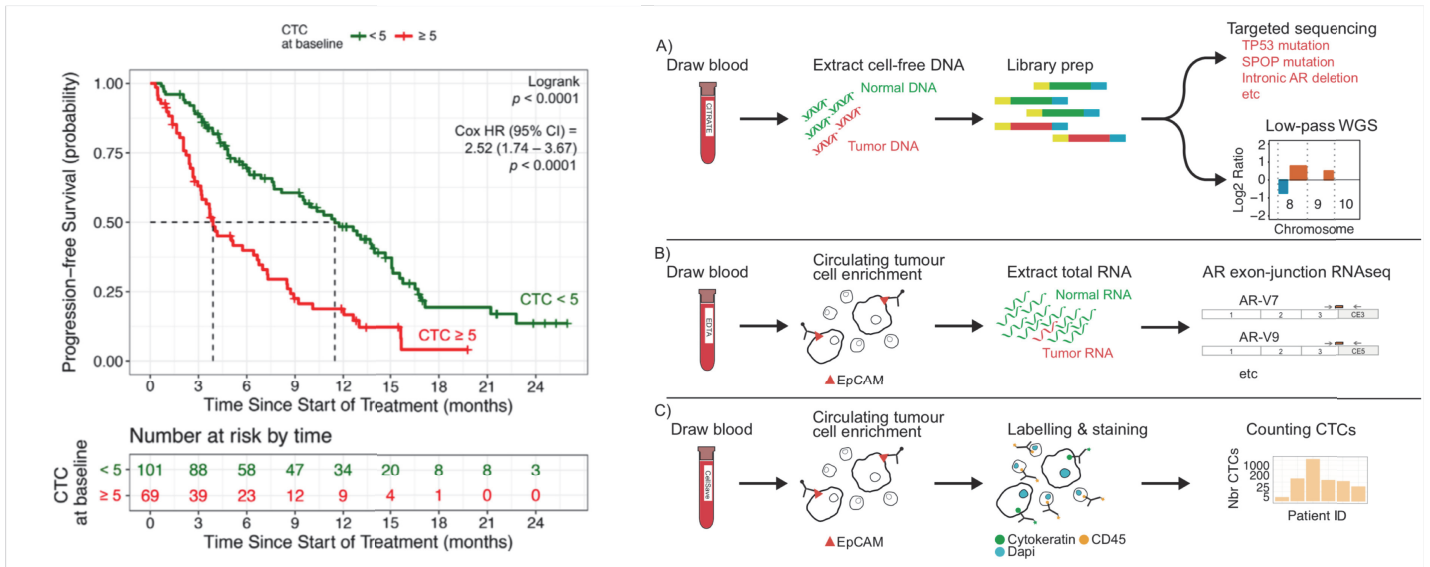 CTC
at baseline
< 5
≥ 5
Progression−free Survival (probability)
1.00
0.75
0.50
0.25
0.00
Logrank
p < 0.0001
Cox HR (95% CI) =
2.52 (1.74 – 3.67)
p < 0.0001
CTC < 5
CTC ≥ 5
0 3 6 9 12 15 18 21 24
Time Since Start of Treatment (months)
Number at risk by time
CTC
at baseline
< 5 101 88 58 47 34 20 8 8 3
≥ 5 69 39 23 12 9 4 1 0 0
0 3 6 9 12 15 18 21 24
Time Since Start of Treatment (months)
A)
Draw blood
CITRATE
Extract cell-free DNA
Normal DNA
Tumor DNA
Library prep
Targeted sequencing
TP53 mutation
SPOP mutation
Intronic AR deletion
etc
Low-pass WGS
Log2 Ratio
2
1
0
−1
−2
8 9 10
Chromosome
B)
Draw blood
EDTA
Circulating tumour
cell enrichment
EpCAM
Extract total RNA
Normal RNA
Tumor RNA
AR exon-junction RNAseq
AR-V7
1 2 3 CE3
AR-V9
1 2 3 CE5
etc
C)
Draw blood
CellSave
Circulating tumour
cell enrichment
EpCAM
Labelling & staining
Cytokeratin
CD45
Dapi
Counting CTCs
Nbr CTCs
1000
200
25
5
Patient ID